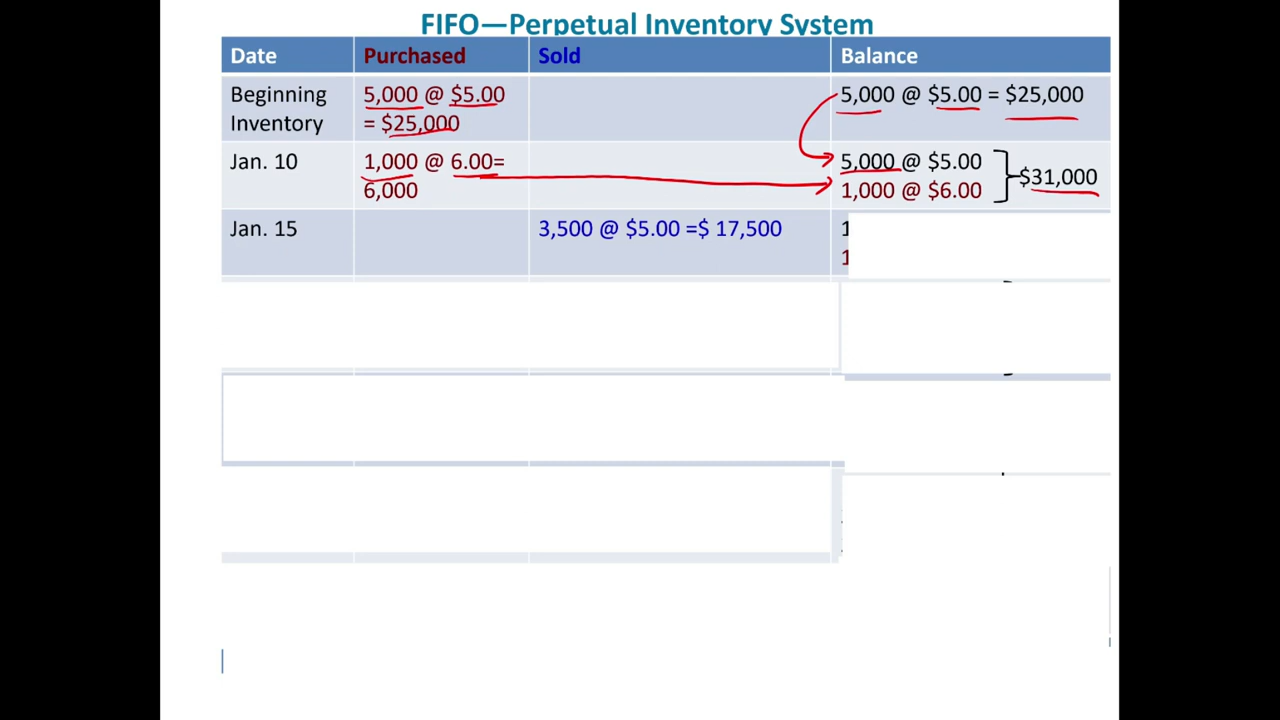 FIFO—Perpetual Inventory System
Date Purchased Sold Balance
Beginning Inventory 5,000 @ $5.00 = $25,000 5,000 @ $5.00 = $25,000
Jan. 10 1,000 @ 6.00= 6,000 5,000 @ $5.00 1,000 @ $6.00 $31,000
Jan. 15 3,500 @ $5.00 =$ 17,500 1
1